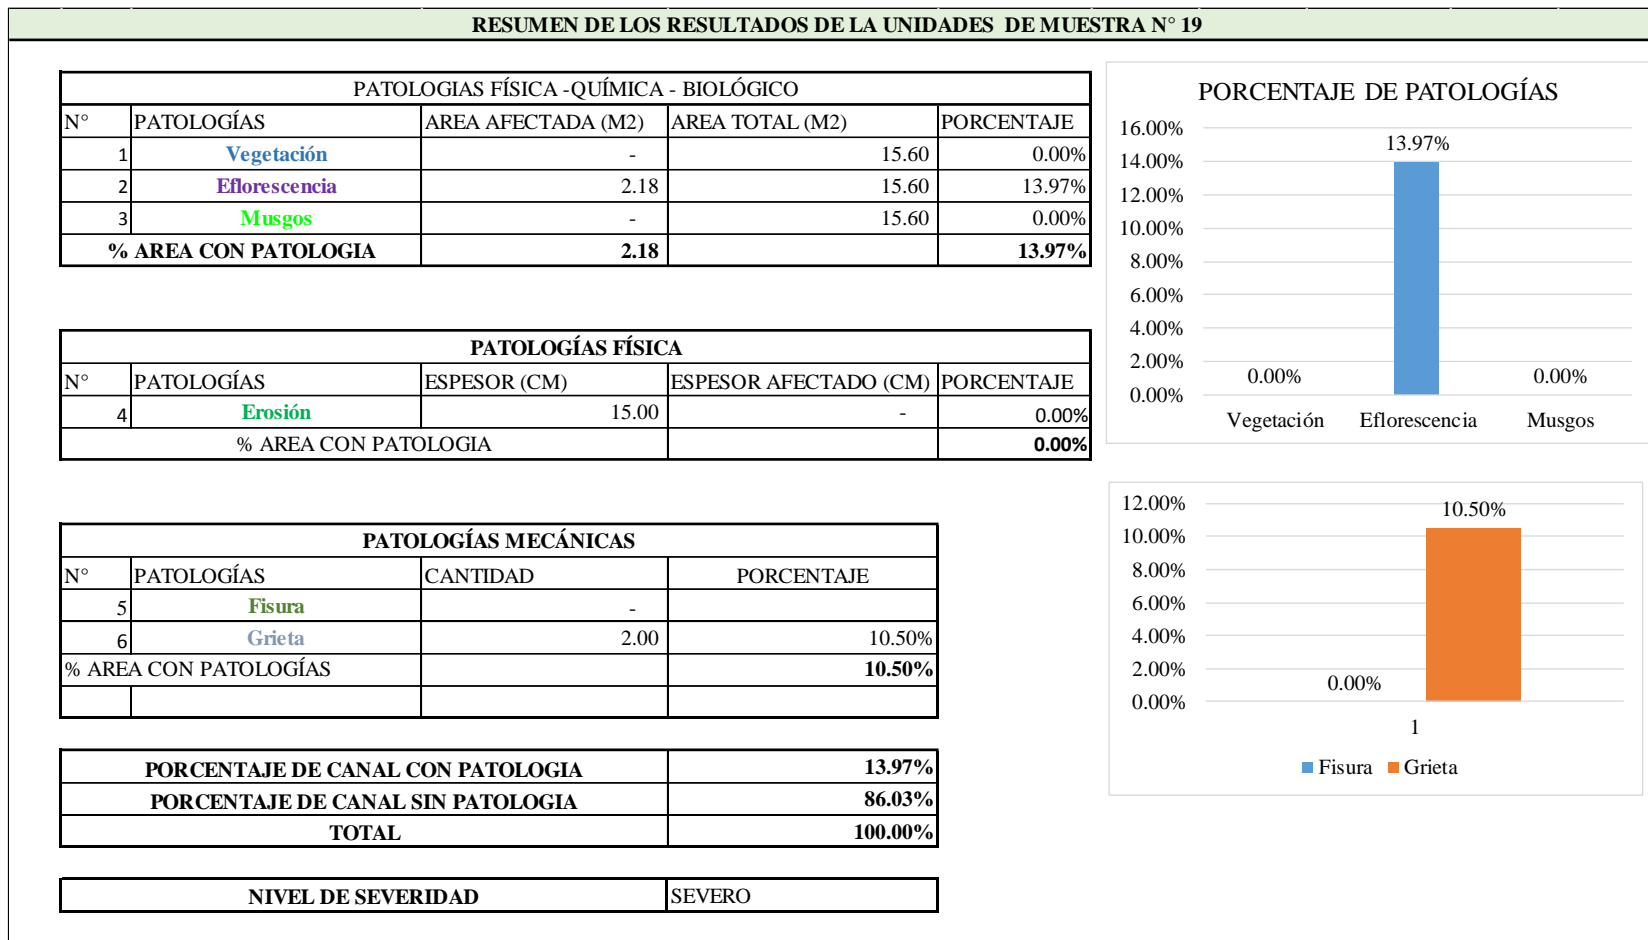 RESUMEN DE LOS RESULTADOS DE LA UNIDADES DE MUESTRA N° 19
PATOLOGIAS FÍSICA -QUÍMICA - BIOLÓGICO
N° PATOLOGÍAS AREA AFECTADA (M2) AREA TOTAL (M2) PORCENTAJE
1 Vegetación - 15.60 0.00%
2 Eflorescencia 2.18 15.60 13.97%
3 Musgos - 15.60 0.00%
% AREA CON PATOLOGIA 2.18 13.97%
PATOLOGÍAS FÍSICA
N° PATOLOGÍAS ESPESOR (CM) ESPESOR AFECTADO (CM) PORCENTAJE
4 Erosión 15.00 - 0.00%
% AREA CON PATOLOGIA 0.00%
PATOLOGÍAS MECÁNICAS
N° PATOLOGÍAS CANTIDAD PORCENTAJE
5 Fisura -
6 Grieta 2.00 10.50%
% AREA CON PATOLOGÍAS 10.50%
PORCENTAJE DE CANAL CON PATOLOGIA 13.97%
PORCENTAJE DE CANAL SIN PATOLOGIA 86.03%
TOTAL 100.00%
NIVEL DE SEVERIDAD SEVERO
PORCENTAJE DE PATOLOGÍAS
16.00%
14.00%
12.00%
10.00%
8.00%
6.00%
4.00%
2.00%
0.00%
0.00% 13.97% 0.00%
Vegetación Eflorescencia Musgos
12.00%
10.00%
8.00%
6.00%
4.00%
2.00%
0.00%
0.00% 10.50%
1
Fisura Grieta